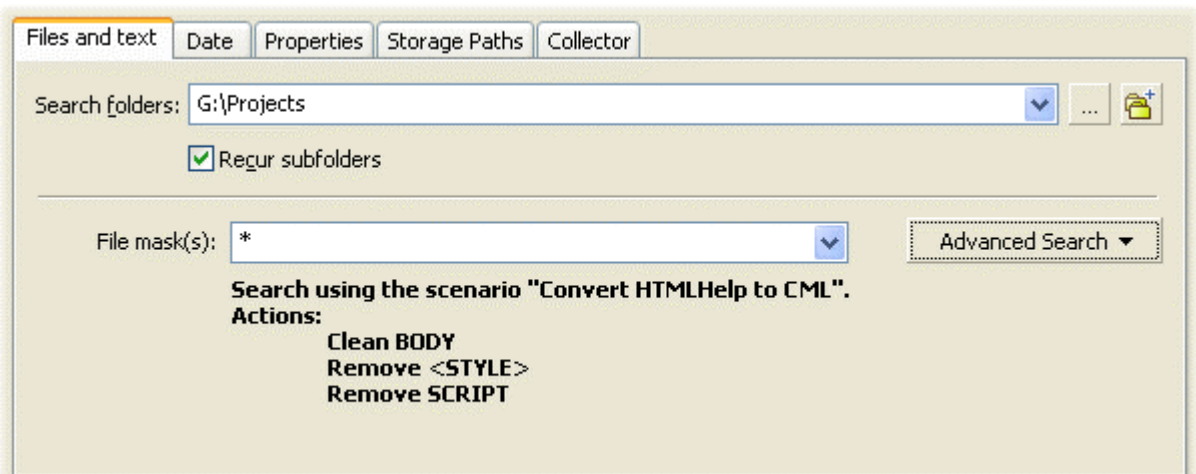 Files and text Date Properties Storage Paths Collector
Search folders: G:\Projects ...
Recur subfolders
File mask(s): * Advanced Search
Search using the scenario "Convert HTMLHelp to CML".
Actions:
Clean BODY
Remove <STYLE>
Remove SCRIPT